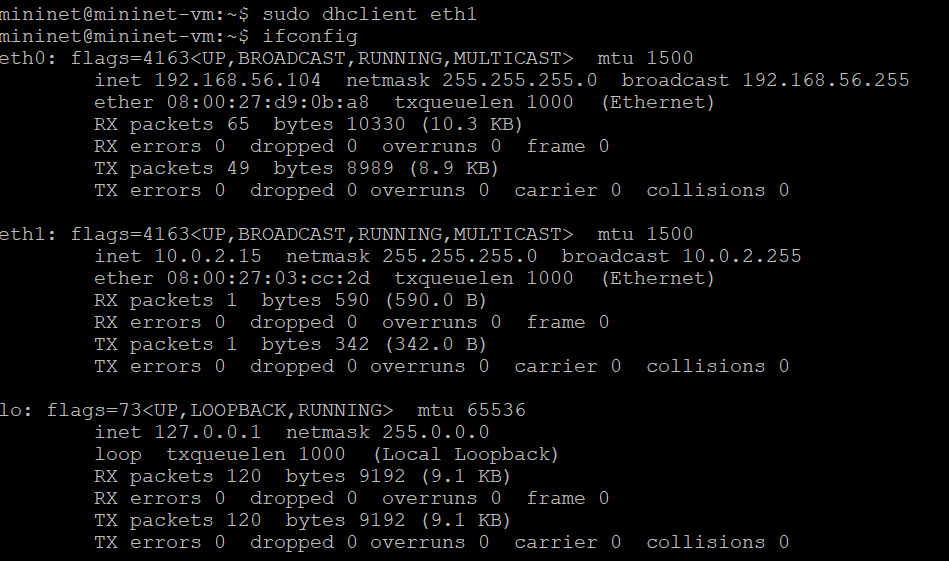 mininet@mininet-vm:~$ sudo dhclient eth1
mininet@mininet-vm:~$ ifconfig
eth0: flags=4163<UP,BROADCAST,RUNNING,MULTICAST>  mtu 1500
        inet 192.168.56.104  netmask 255.255.255.0  broadcast 192.168.56.255
        ether 08:00:27:d9:0b:a8  txqueuelen 1000  (Ethernet)
        RX packets 65  bytes 10330 (10.3 KB)
        RX errors 0  dropped 0  overruns 0  frame 0
        TX packets 49  bytes 8989 (8.9 KB)
        TX errors 0  dropped 0 overruns 0  carrier 0  collisions 0

eth1: flags=4163<UP,BROADCAST,RUNNING,MULTICAST>  mtu 1500
        inet 10.0.2.15  netmask 255.255.255.0  broadcast 10.0.2.255
        ether 08:00:27:03:cc:2d  txqueuelen 1000  (Ethernet)
        RX packets 1  bytes 590 (590.0 B)
        RX errors 0  dropped 0  overruns 0  frame 0
        TX packets 1  bytes 342 (342.0 B)
        TX errors 0  dropped 0 overruns 0  carrier 0  collisions 0

lo: flags=73<UP,LOOPBACK,RUNNING>  mtu 65536
        inet 127.0.0.1  netmask 255.0.0.0
        loop  txqueuelen 1000  (Local Loopback)
        RX packets 120  bytes 9192 (9.1 KB)
        RX errors 0  dropped 0  overruns 0  frame 0
        TX packets 120  bytes 9192 (9.1 KB)
        TX errors 0  dropped 0 overruns 0  carrier 0  collisions 0